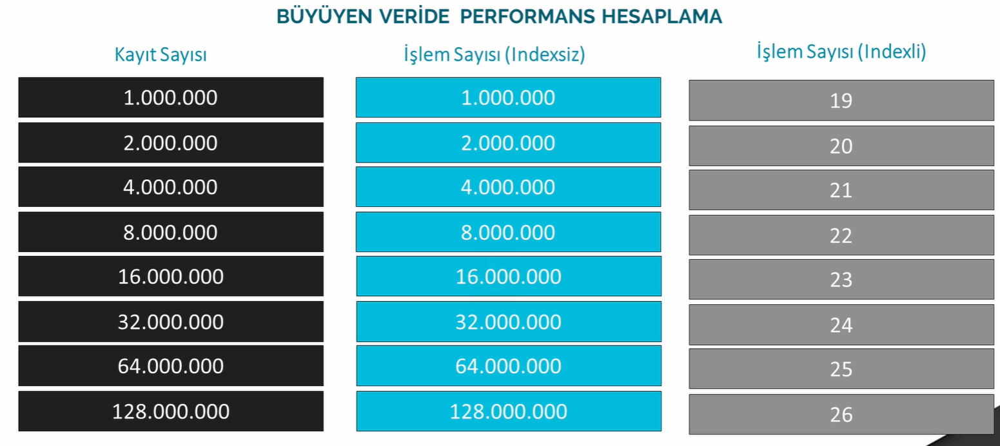 BÜYÜYEN VERİDE PERFORMANS HESAPLAMA
Kayıt Sayısı İşlem Sayısı (Indexsiz) İşlem Sayısı (Indexli)
1.000.000 1.000.000 19
2.000.000 2.000.000 20
4.000.000 4.000.000 21
8.000.000 8.000.000 22
16.000.000 16.000.000 23
32.000.000 32.000.000 24
64.000.000 64.000.000 25
128.000.000 128.000.000 26